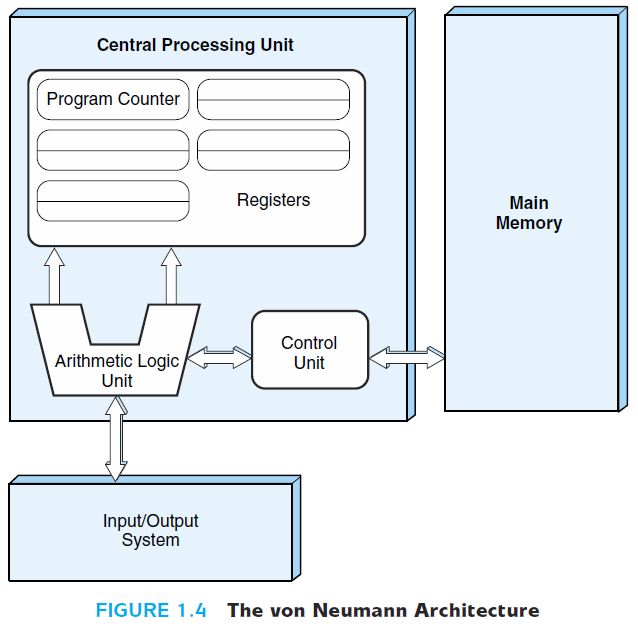 Central Processing Unit
Program Counter
Registers
Main
Memory
Arithmetic Logic
Unit
Control
Unit
Input/Output
System
FIGURE 1.4 The von Neumann Architecture